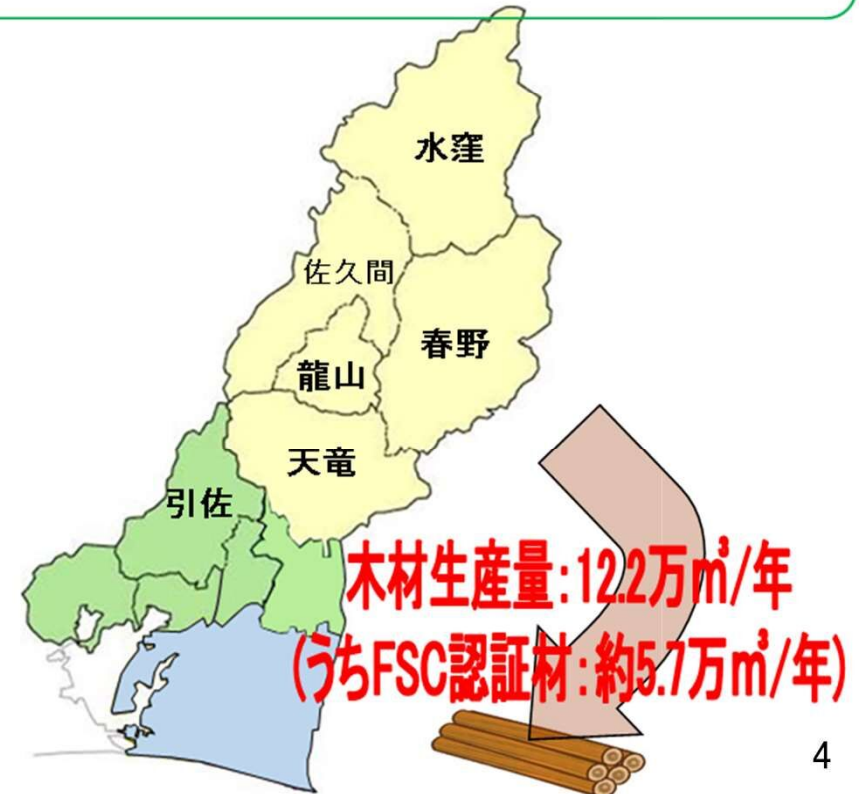 水窪
佐久間
春野
龍山
天竜
引佐
木材生産量：12.2万㎥/年
(うちFSC認証材：約5.7万㎥/年)
4